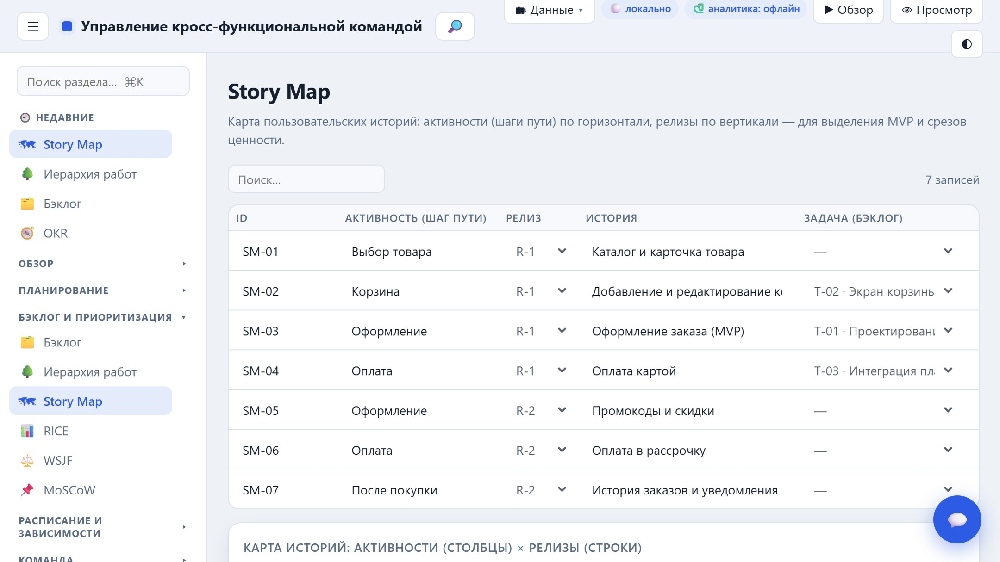 ☰ Управление кросс-функциональной командой
Данные ▾
локально
аналитика: офлайн
▶ Обзор
Просмотр
Поиск раздела... ⌘K
НЕДАВНИЕ
Story Map
Иерархия работ
Бэклог
OKR
ОБЗОР
ПЛАНИРОВАНИЕ
БЭКЛОГ И ПРИОРИТИЗАЦИЯ
Бэклог
Иерархия работ
Story Map
RICE
WSJF
MoSCoW
РАСПИСАНИЕ И
ЗАВИСИМОСТИ
КОМАНДА
Story Map
Карта пользовательских историй: активности (шаги пути) по горизонтали, релизы по вертикали — для выделения MVP и срезов
ценности.
Поиск...
7 записей
ID АКТИВНОСТЬ (ШАГ ПУТИ) РЕЛИЗ ИСТОРИЯ ЗАДАЧА (БЭКЛОГ)
SM-01 Выбор товара R-1 Каталог и карточка товара —
SM-02 Корзина R-1 Добавление и редактирование T-02 · Экран корзины
SM-03 Оформление R-1 Оформление заказа (MVP) T-01 · Проектировани
SM-04 Оплата R-1 Оплата картой T-03 · Интеграция
SM-05 Оформление R-2 Промокоды и скидки —
SM-06 Оплата R-2 Оплата в рассрочку —
SM-07 После покупки R-2 История заказов и уведомления —
КАРТА ИСТОРИЙ: АКТИВНОСТИ (СТОЛБЦЫ) × РЕЛИЗЫ (СТРОКИ)